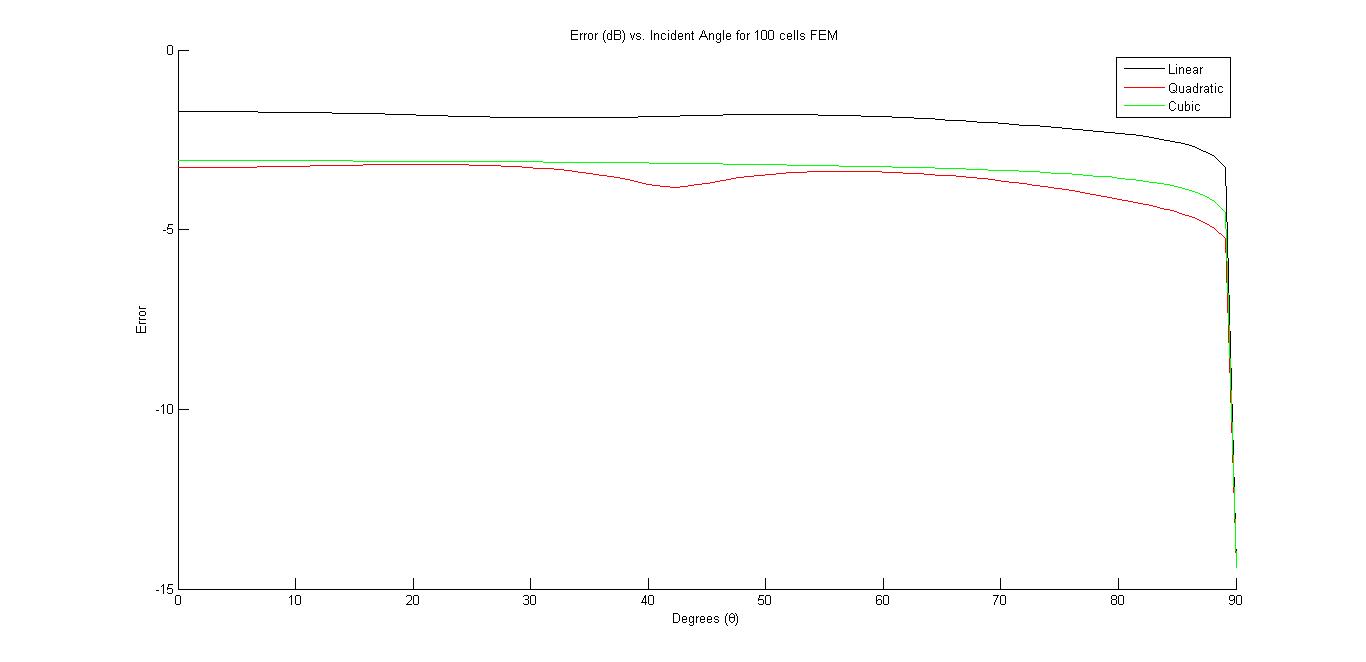 Error (dB) vs. Incident Angle for 100 cells FEM
Linear
Quadratic
Cubic
0
-5
-10
-15
Error
0 10 20 30 40 50 60 70 80 90
Degrees (θ)